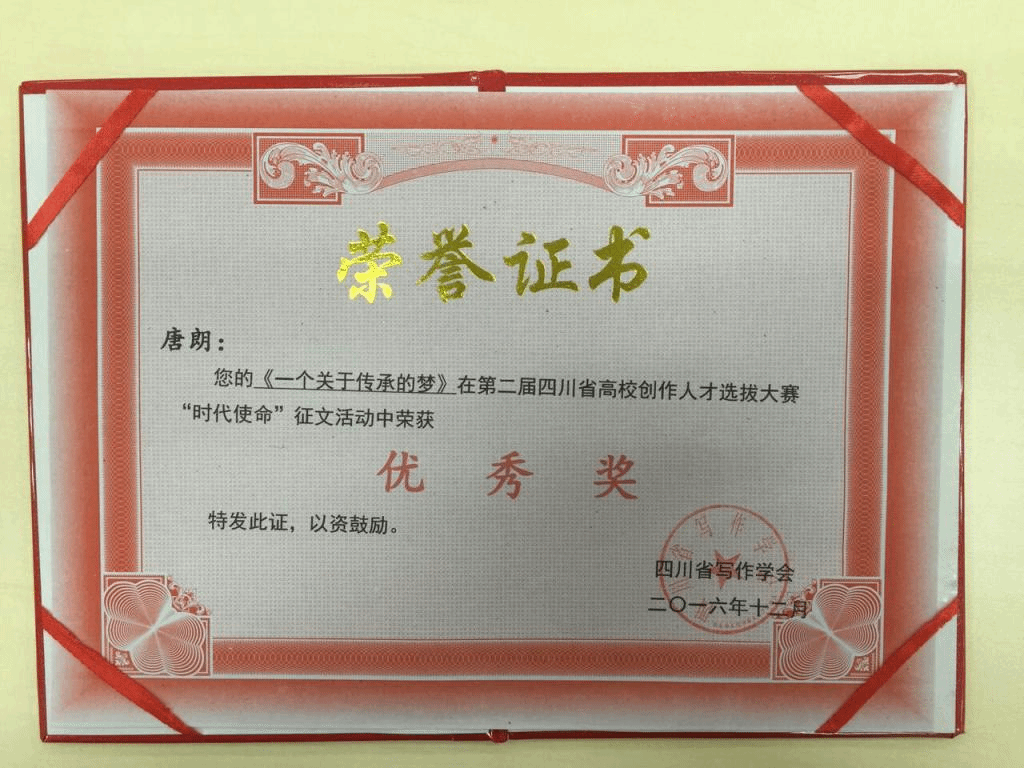 荣誉证书
唐朗：
您的《一个关于传承的梦》在第二届四川省高校创作人才选拔大赛
“时代使命”征文活动中荣获
优秀奖
特发此证，以资鼓励。
四川省写作学会
二〇一六年十二月